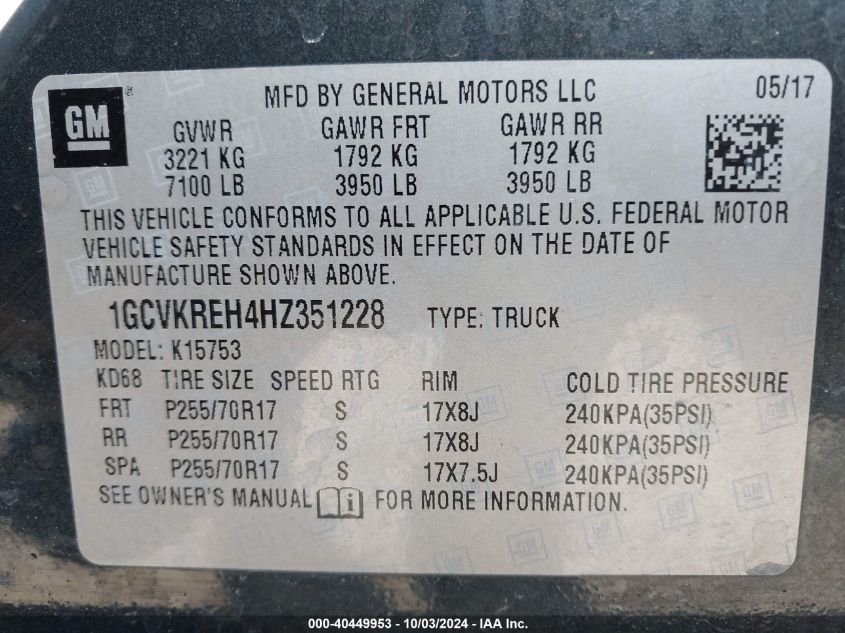 MFD BY GENERAL MOTORS LLC 05/17
GM
GVWR GAWR FRT GAWR RR
3221 KG 1792 KG 1792 KG
7100 LB 3950 LB 3950 LB
THIS VEHICLE CONFORMS TO ALL APPLICABLE U.S. FEDERAL MOTOR
VEHICLE SAFETY STANDARDS IN EFFECT ON THE DATE OF
MANUFACTURE SHOWN ABOVE.
1GCVKREH4HZ351228 TYPE: TRUCK
MODEL: K15753
KD68 TIRE SIZE SPEED RTG RIM COLD TIRE PRESSURE
FRT P255/70R17 S 17X8J 240KPA(35PSI)
RR P255/70R17 S 17X8J 240KPA(35PSI)
SPA P255/70R17 S 17X7.5J 240KPA(35PSI)
SEE OWNER'S MANUAL i FOR MORE INFORMATION.
000-40449953 - 10/03/2024 - IAA Inc.